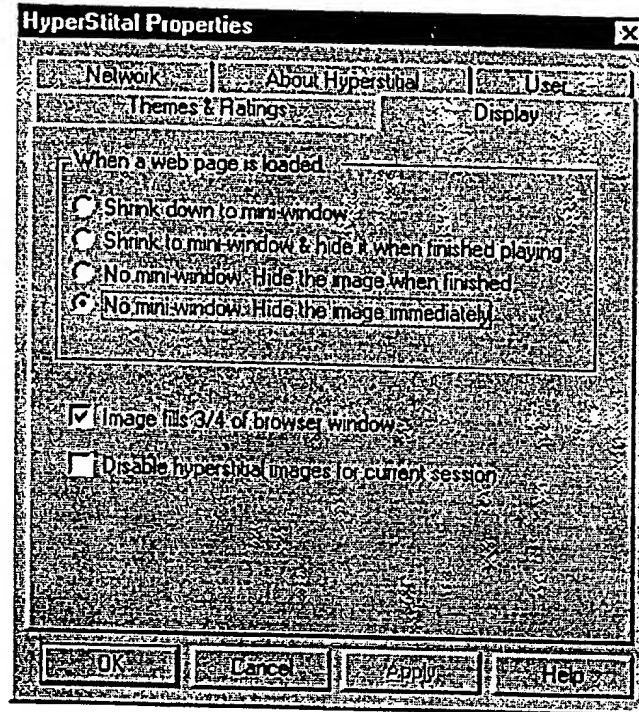 HyperStital Properties
Network About Hyperstitial User
Themes & Ratings Display
When a web page is loaded
Shrink down to mini-window
Shrink to mini-window & hide it when finished playing
No mini-window. Hide the image when finished
No mini-window. Hide the image immediately
Image fills 3/4 of browser window
Disable hyperstitial images for current session
OK Cancel Apply Help